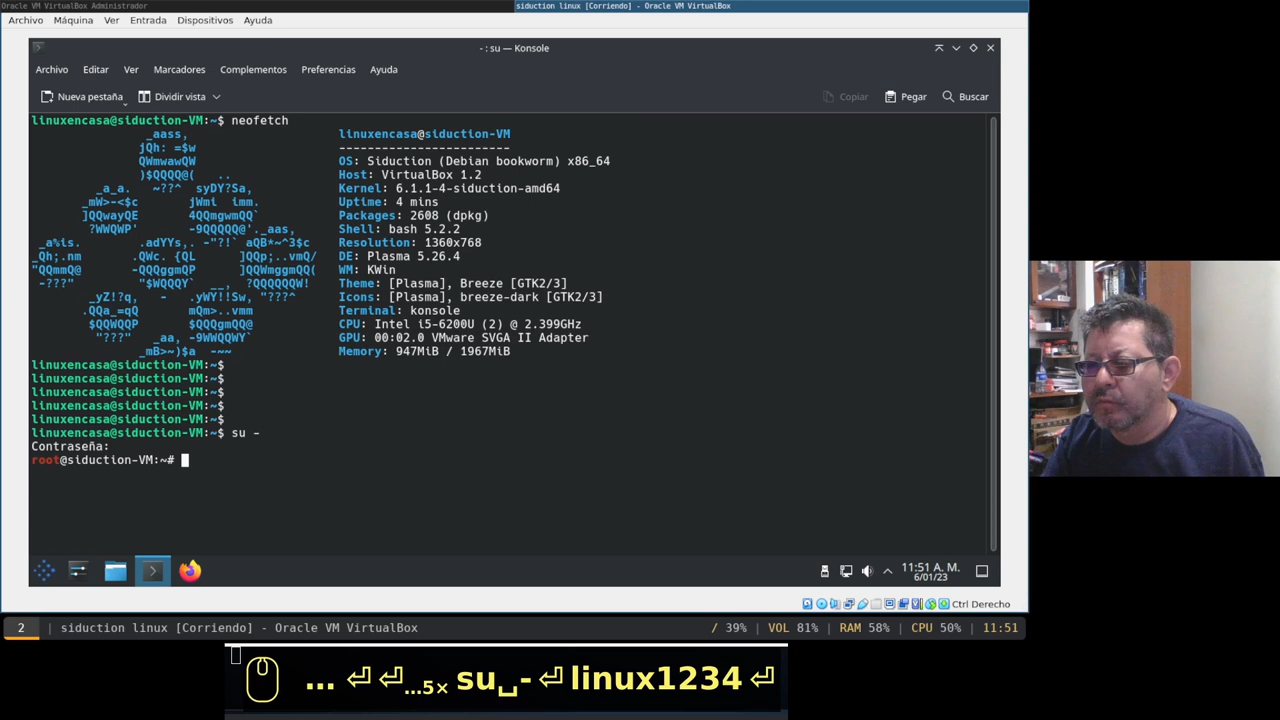 Oracle VM VirtualBox Administrador
siduction linux [Corriendo] - Oracle VM VirtualBox
Archivo Máquina Ver Entrada Dispositivos Ayuda
- : su — Konsole
Archivo Editar Ver Marcadores Complementos Preferencias Ayuda
Nueva pestaña Dividir vista Copiar Pegar Buscar
linuxencasa@siduction-VM:~$ neofetch
linuxencasa@siduction-VM
------------------------
OS: Siduction (Debian bookworm) x86_64
Host: VirtualBox 1.2
Kernel: 6.1.1-4-siduction-amd64
Uptime: 4 mins
Packages: 2608 (dpkg)
Shell: bash 5.2.2
Resolution: 1360x768
DE: Plasma 5.26.4
WM: KWin
Theme: [Plasma], Breeze [GTK2/3]
Icons: [Plasma], breeze-dark [GTK2/3]
Terminal: konsole
CPU: Intel i5-6200U (2) @ 2.399GHz
GPU: 00:02.0 VMware SVGA II Adapter
Memory: 947MiB / 1967MiB
linuxencasa@siduction-VM:~$
linuxencasa@siduction-VM:~$
linuxencasa@siduction-VM:~$
linuxencasa@siduction-VM:~$
linuxencasa@siduction-VM:~$
linuxencasa@siduction-VM:~$ su -
Contraseña:
root@siduction-VM:~#
11:51 A. M.
6/01/23
Ctrl Derecho
2 | siduction linux [Corriendo] - Oracle VM VirtualBox / 39% | VOL 81% | RAM 58% | CPU 50% | 11:51
... ⏎ ⏎...5× su␣-⏎ linux1234⏎